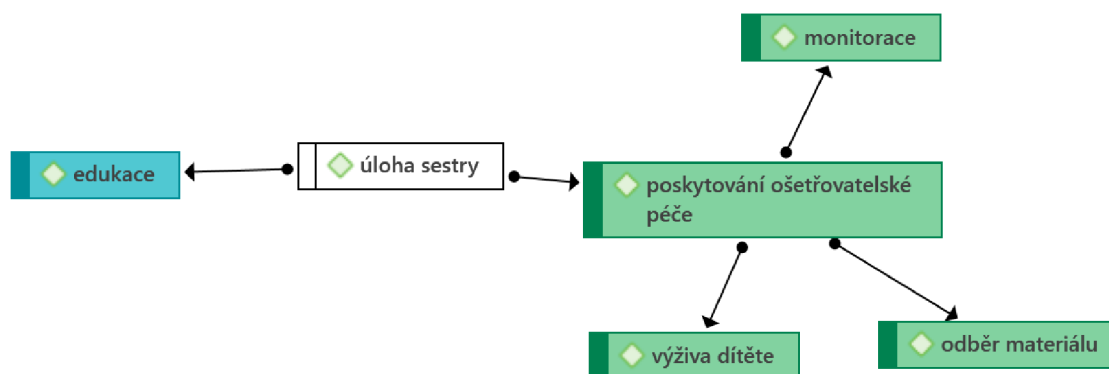 monitorace
edukace
úloha sestry
poskytování ošetřovatelské
péče
výživa dítěte
odběr materiálu